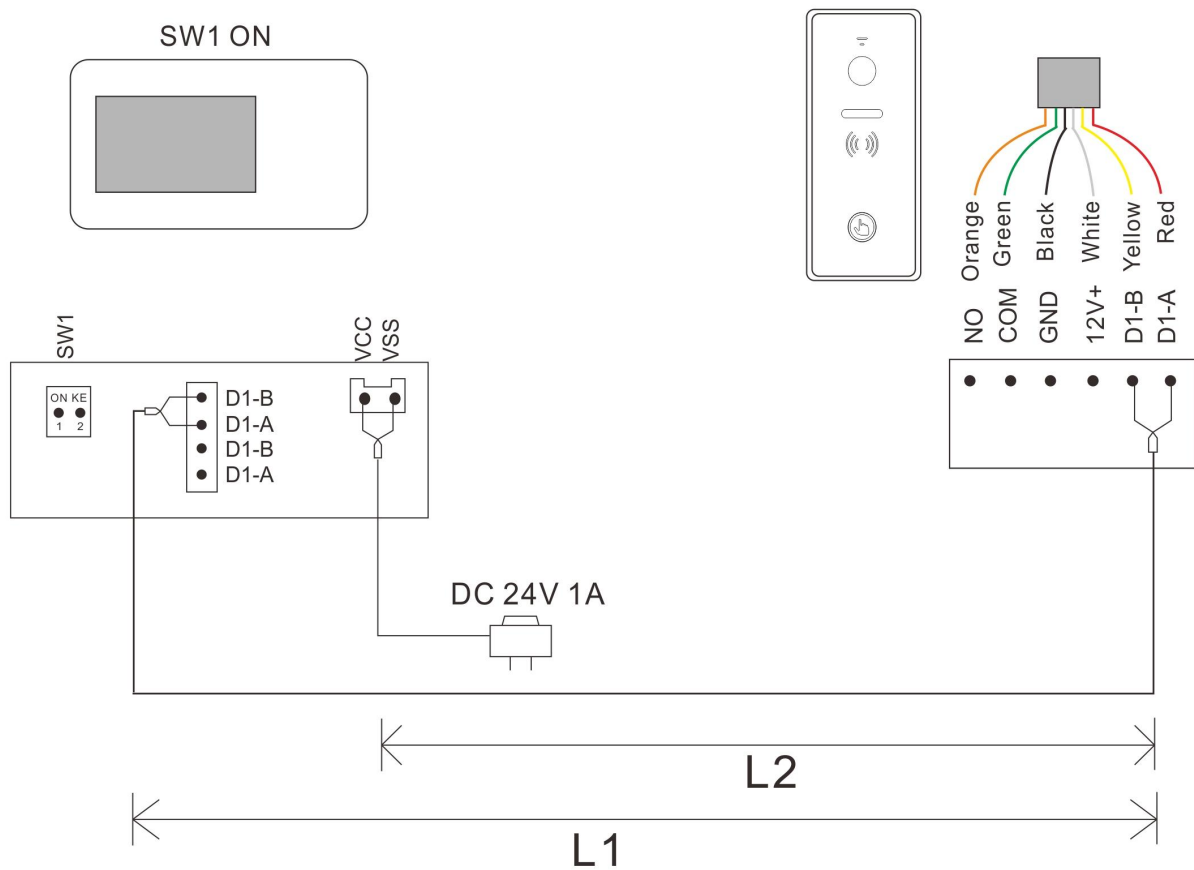 SW1 ON
Orange
Green
Black
White
Yellow
Red
NO
COM
GND
12V+
D1-B
D1-A
SW1
VCC
VSS
ON KE
1 2
D1-B
D1-A
D1-B
D1-A
DC 24V 1A
L2
L1